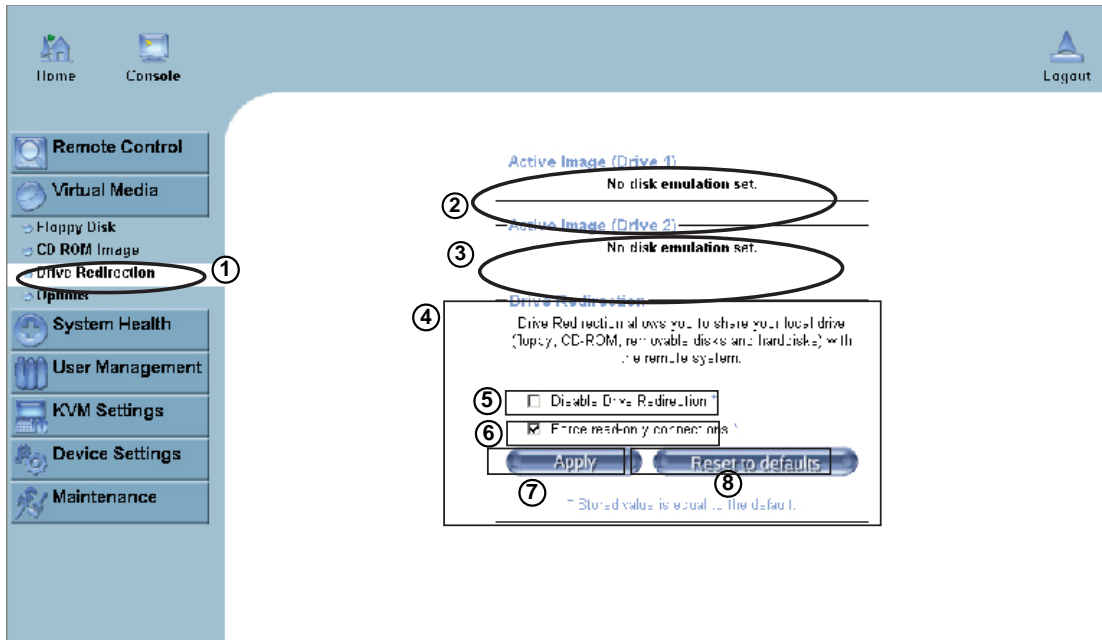 Home
Console
Logout
Remote Control
Virtual Media
Floppy Disk
CD ROM Image
Drive Redirection
Options
System Health
User Management
KVM Settings
Device Settings
Maintenance
1
Active Image (Drive 1)
No disk emulation set.
2
Active Image (Drive 2)
No disk emulation set.
3
Drive Redirection
4
Drive Redirection allows you to share your local drive
(floppy, CD-ROM, removable disks and harddisks) with
the remote system.
5
Disable Drive Redirection *
6
Force read-only connections *
Apply
Reset to defaults
7
8
* Stored value is equal to the default.